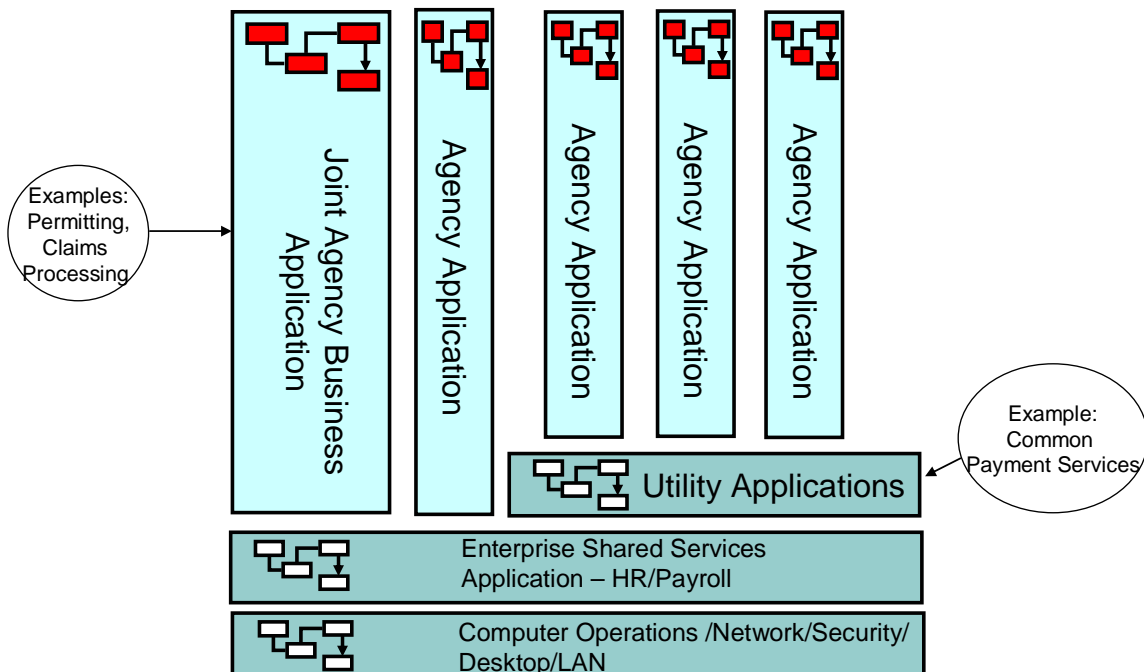 Examples:
Permitting,
Claims
Processing
Joint Agency Business
Application
Agency Application
Agency Application
Agency Application
Agency Application
Example:
Common
Payment Services
Utility Applications
Enterprise Shared Services
Application – HR/Payroll
Computer Operations /Network/Security/
Desktop/LAN